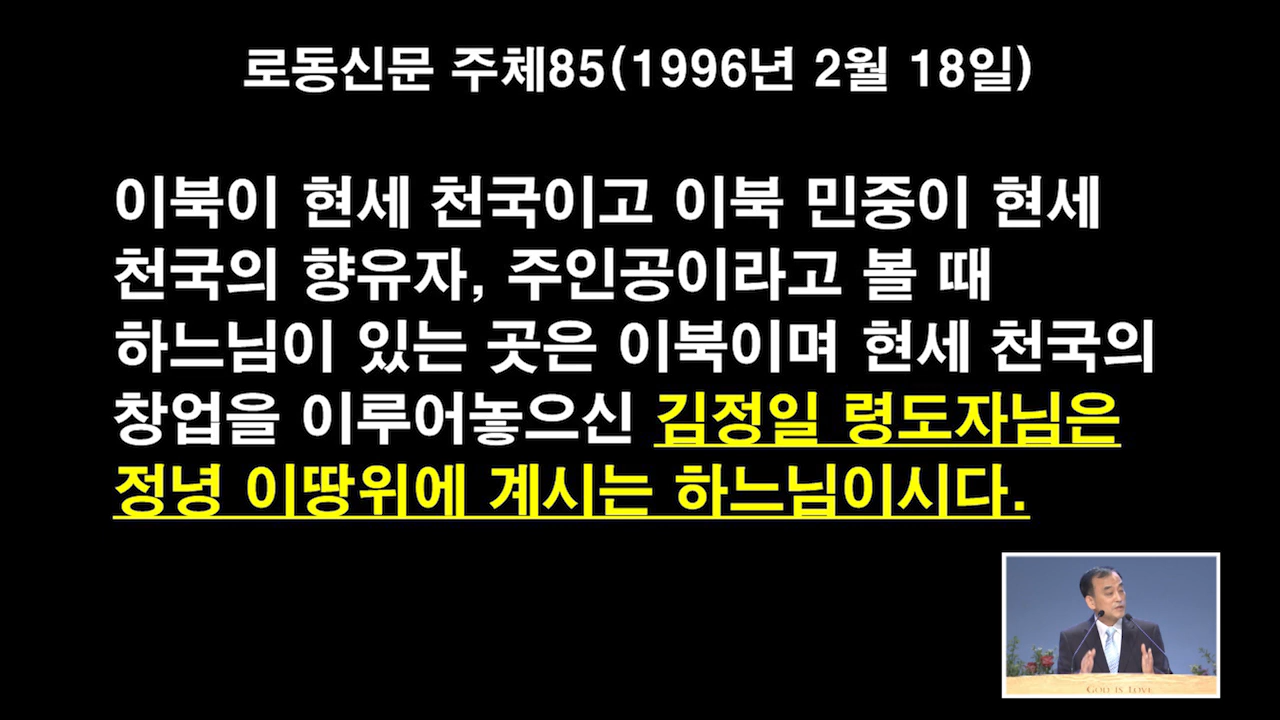 로동신문 주체85(1996년 2월 18일)
이북이 현세 천국이고 이북 민중이 현세
천국의 향유자, 주인공이라고 볼 때
하느님이 있는 곳은 이북이며 현세 천국의
창업을 이루어놓으신 김정일 령도자님은
정녕 이땅위에 계시는 하느님이시다.
GOD IS LOVE